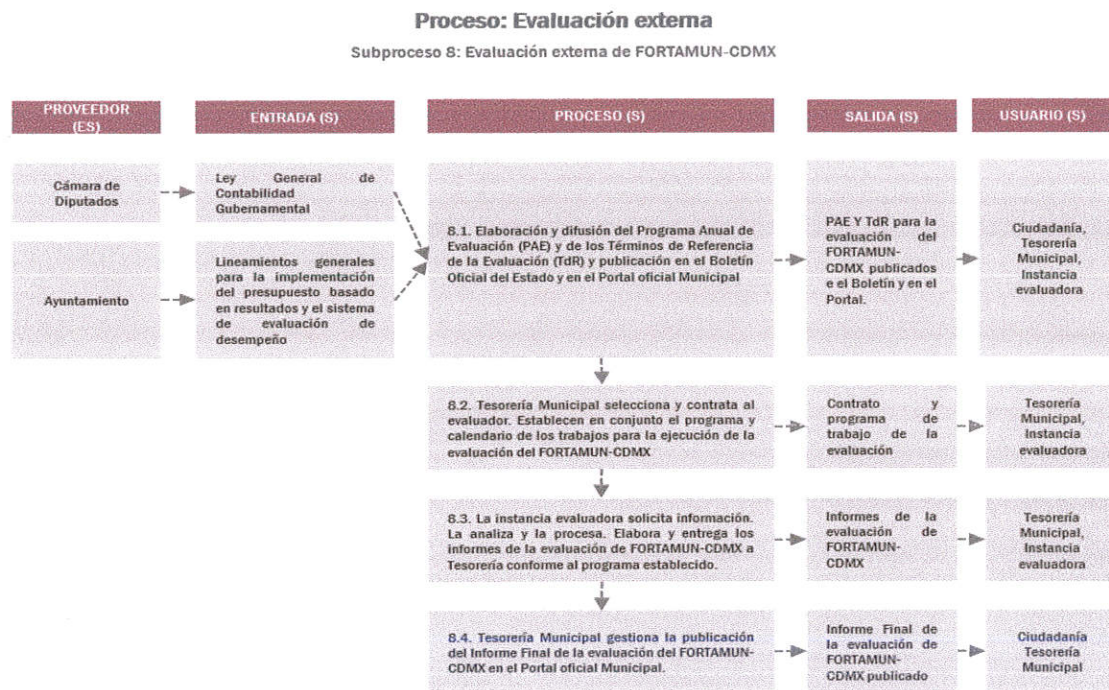 Proceso: Evaluación externa
Subproceso 8: Evaluación externa de FORTAMUN-CDMX
PROVEEDOR
(ES)
ENTRADA (S)
PROCESO (S)
SALIDA (S)
USUARIO (S)
Cámara de
Diputados
Ley General de
Contabilidad
Gubernamental
Ayuntamiento
Lineamientos generales
para la implementación
del presupuesto basado
en resultados y el sistema
de evaluación de
desempeño
8.1. Elaboración y difusión del Programa Anual de
Evaluación (PAE) y de los Términos de Referencia
de la Evaluación (TdR) y publicación en el Boletín
Oficial del Estado y en el Portal oficial Municipal
PAE Y TdR para la
evaluación del
FORTAMUN-
CDMX publicados
e el Boletín y en el
Portal.
Ciudadanía,
Tesorería
Municipal,
Instancia
evaluadora
8.2. Tesorería Municipal selecciona y contrata al
evaluador. Establecen en conjunto el programa y
calendario de los trabajos para la ejecución de la
evaluación del FORTAMUN-CDMX
Contrato y
programa de
trabajo de la
evaluación
Tesorería
Municipal,
Instancia
evaluadora
8.3. La instancia evaluadora solicita información.
La analiza y la procesa. Elabora y entrega los
informes de la evaluación de FORTAMUN-CDMX a
Tesorería conforme al programa establecido.
Informes de la
evaluación de
FORTAMUN-
CDMX
Tesorería
Municipal,
Instancia
evaluadora
8.4. Tesorería Municipal gestiona la publicación
del Informe Final de la evaluación del FORTAMUN-
CDMX en el Portal oficial Municipal.
Informe Final de
la evaluación de
FORTAMUN-
CDMX publicado
Ciudadanía
Tesorería
Municipal